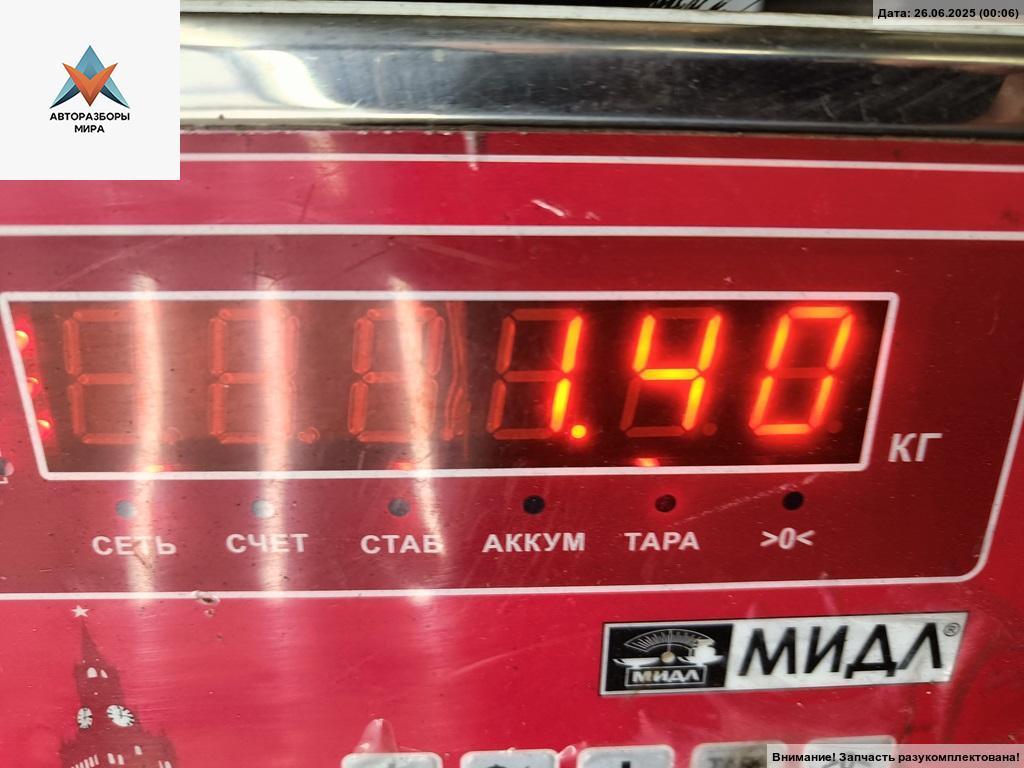 Дата: 26.06.2025 (00:06)
АВТОРАЗБОРЫ
МИРА
1.40
КГ
СЕТЬ СЧЕТ СТАБ АККУМ ТАРА >0<
МИДЛ МИДЛ®
Внимание! Запчасть разукомплектована!